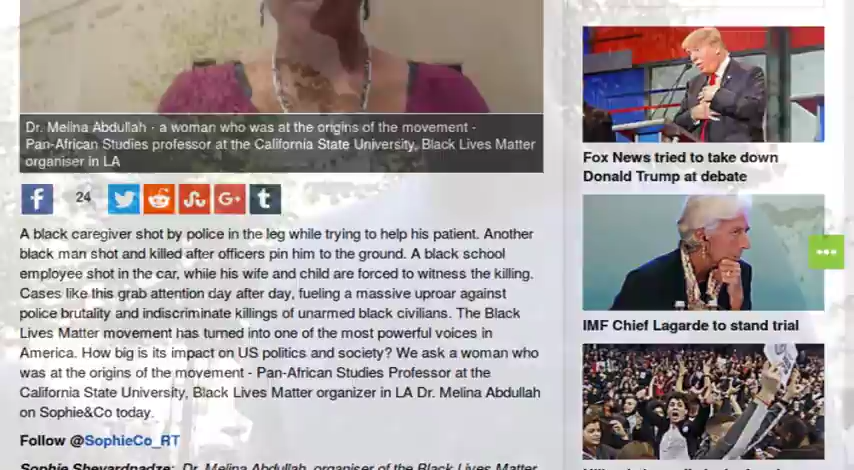 Dr. Melina Abdullah - a woman who was at the origins of the movement -
Pan-African Studies professor at the California State University, Black Lives Matter
organiser in LA
f 24 G+ t
A black caregiver shot by police in the leg while trying to help his patient. Another
black man shot and killed after officers pin him to the ground. A black school
employee shot in the car, while his wife and child are forced to witness the killing.
Cases like this grab attention day after day, fueling a massive uproar against
police brutality and indiscriminate killings of unarmed black civilians. The Black
Lives Matter movement has turned into one of the most powerful voices in
America. How big is its impact on US politics and society? We ask a woman who
was at the origins of the movement - Pan-African Studies Professor at the
California State University, Black Lives Matter organizer in LA Dr. Melina Abdullah
on Sophie&Co today.
Follow @SophieCo_RT
Sophie Shevardnadze: Dr. Melina Abdullah, organiser of the Black Lives Matter
Fox News tried to take down
Donald Trump at debate
IMF Chief Lagarde to stand trial